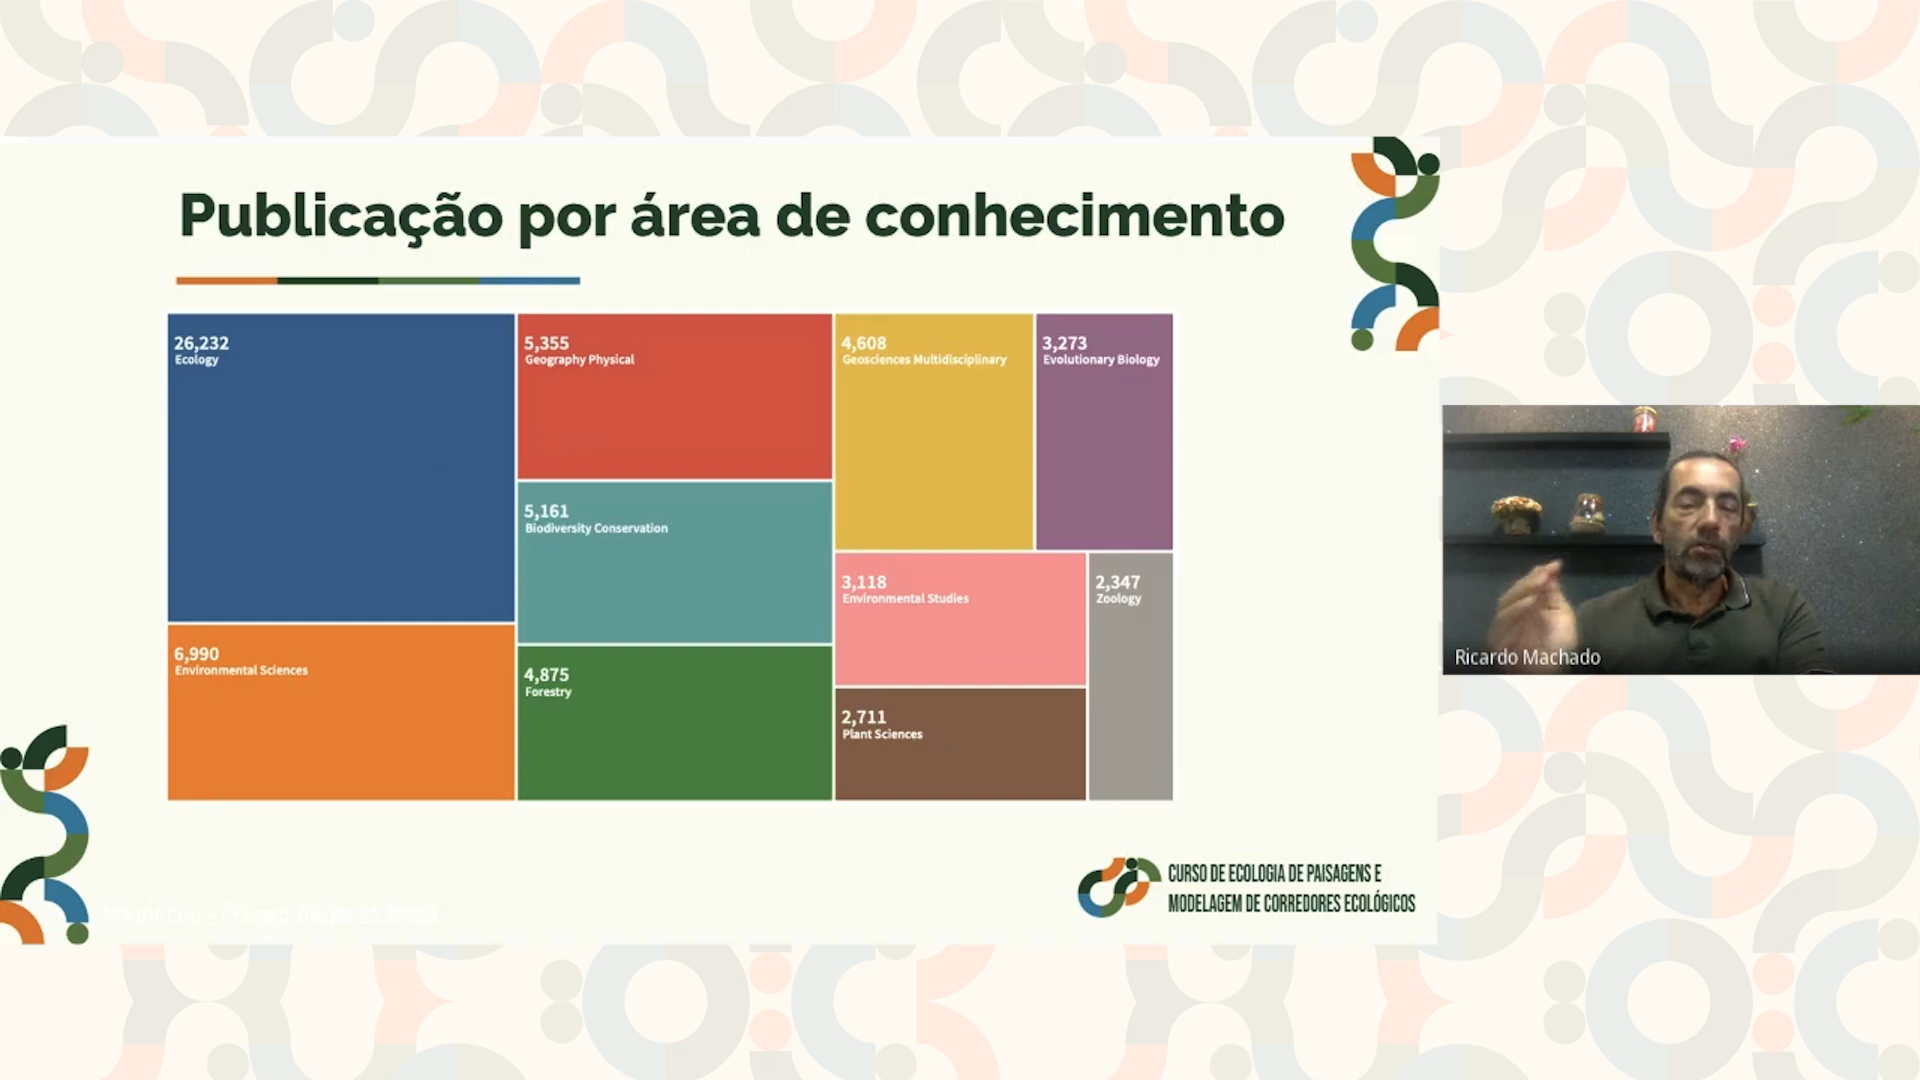 Publicação por área de conhecimento
26,232
Ecology
6,990
Environmental Sciences
5,355
Geography Physical
5,161
Biodiversity Conservation
4,875
Forestry
4,608
Geosciences Multidisciplinary
3,273
Evolutionary Biology
3,118
Environmental Studies
2,711
Plant Sciences
2,347
Zoology
CURSO DE ECOLOGIA DE PAISAGENS E
MODELAGEM DE CORREDORES ECOLÓGICOS
Ricardo Machado